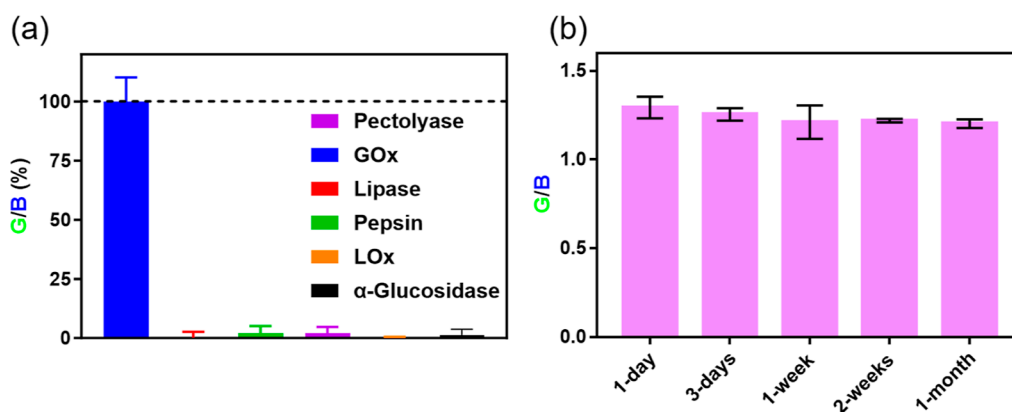 (a)
G/B (%)
100
75
50
25
0
Pectolyase
GOx
Lipase
Pepsin
LOx
α-Glucosidase
(b)
G/B
1.5
1.0
0.5
0.0
1-day
3-days
1-week
2-weeks
1-month